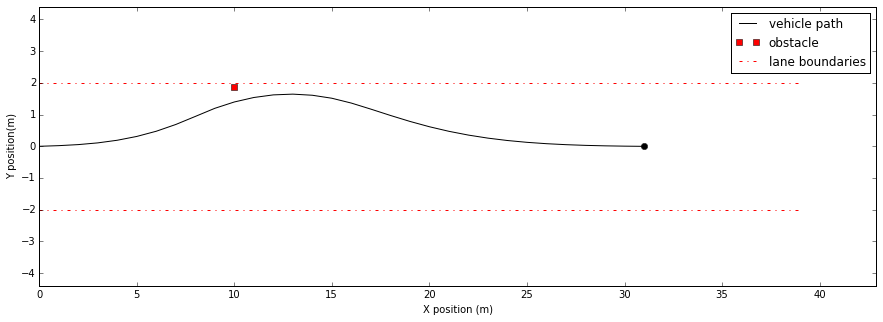 4
3
2
1
0
−1
−2
−3
−4
Y position(m)
vehicle path
obstacle
lane boundaries
0 5 10 15 20 25 30 35 40
X position (m)